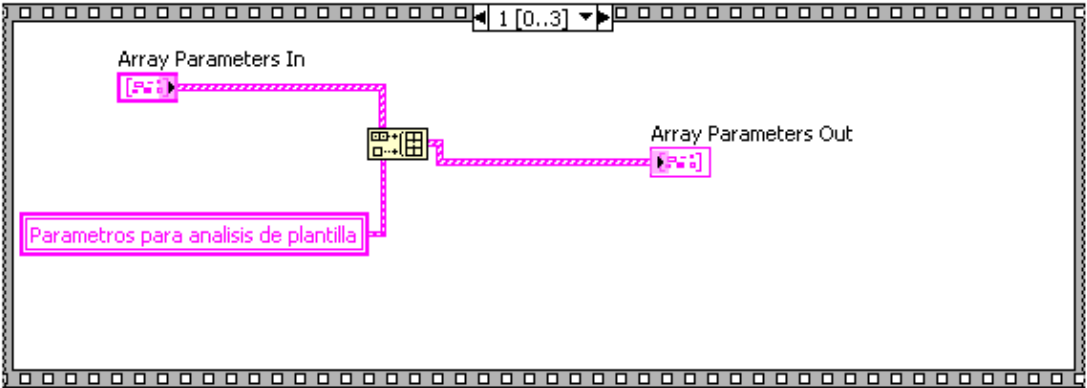 1 [0..3]
Array Parameters In
Array Parameters Out
Parametros para analisis de plantilla